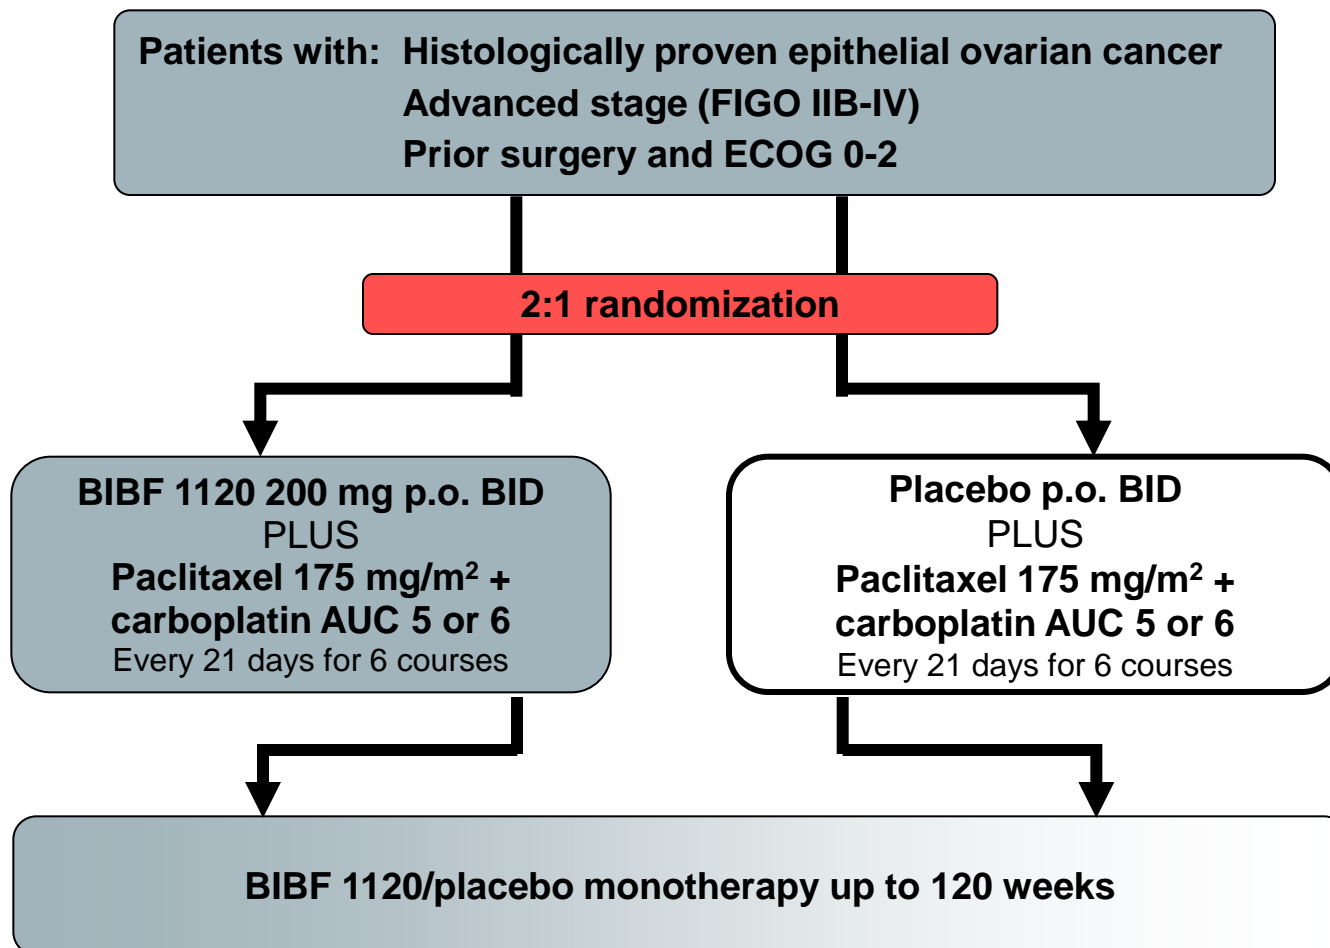 Patients with: Histologically proven epithelial ovarian cancer
Advanced stage (FIGO IIB-IV)
Prior surgery and ECOG 0-2
2:1 randomization
BIBF 1120 200 mg p.o. BID
PLUS
Paclitaxel 175 mg/m² +
carboplatin AUC 5 or 6
Every 21 days for 6 courses
Placebo p.o. BID
PLUS
Paclitaxel 175 mg/m² +
carboplatin AUC 5 or 6
Every 21 days for 6 courses
BIBF 1120/placebo monotherapy up to 120 weeks